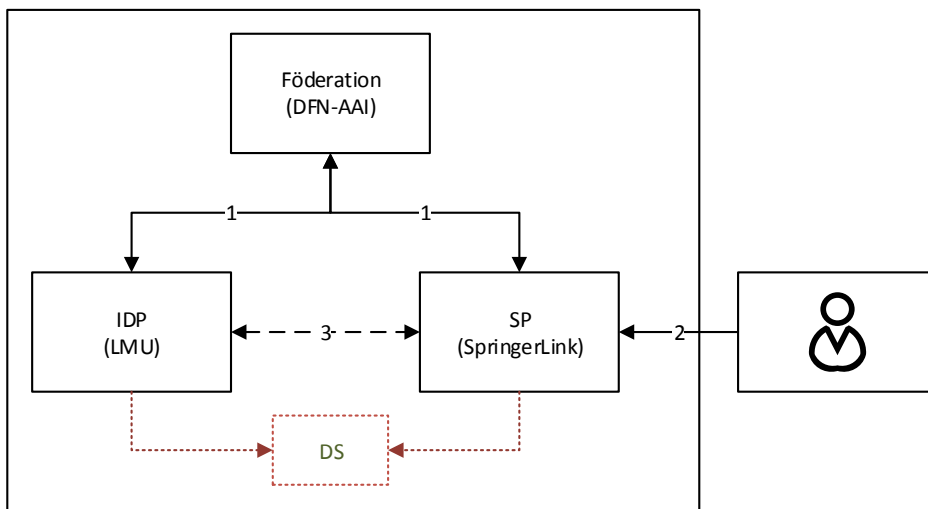 Föderation
(DFN-AAI)
1
1
IDP
(LMU)
3
SP
(SpringerLink)
2
DS